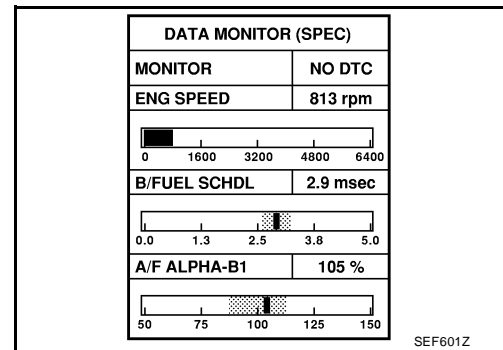 DATA MONITOR (SPEC)
MONITOR NO DTC
ENG SPEED 813 rpm
0 1600 3200 4800 6400
B/FUEL SCHDL 2.9 msec
0.0 1.3 2.5 3.8 5.0
A/F ALPHA-B1 105 %
50 75 100 125 150
SEF601Z